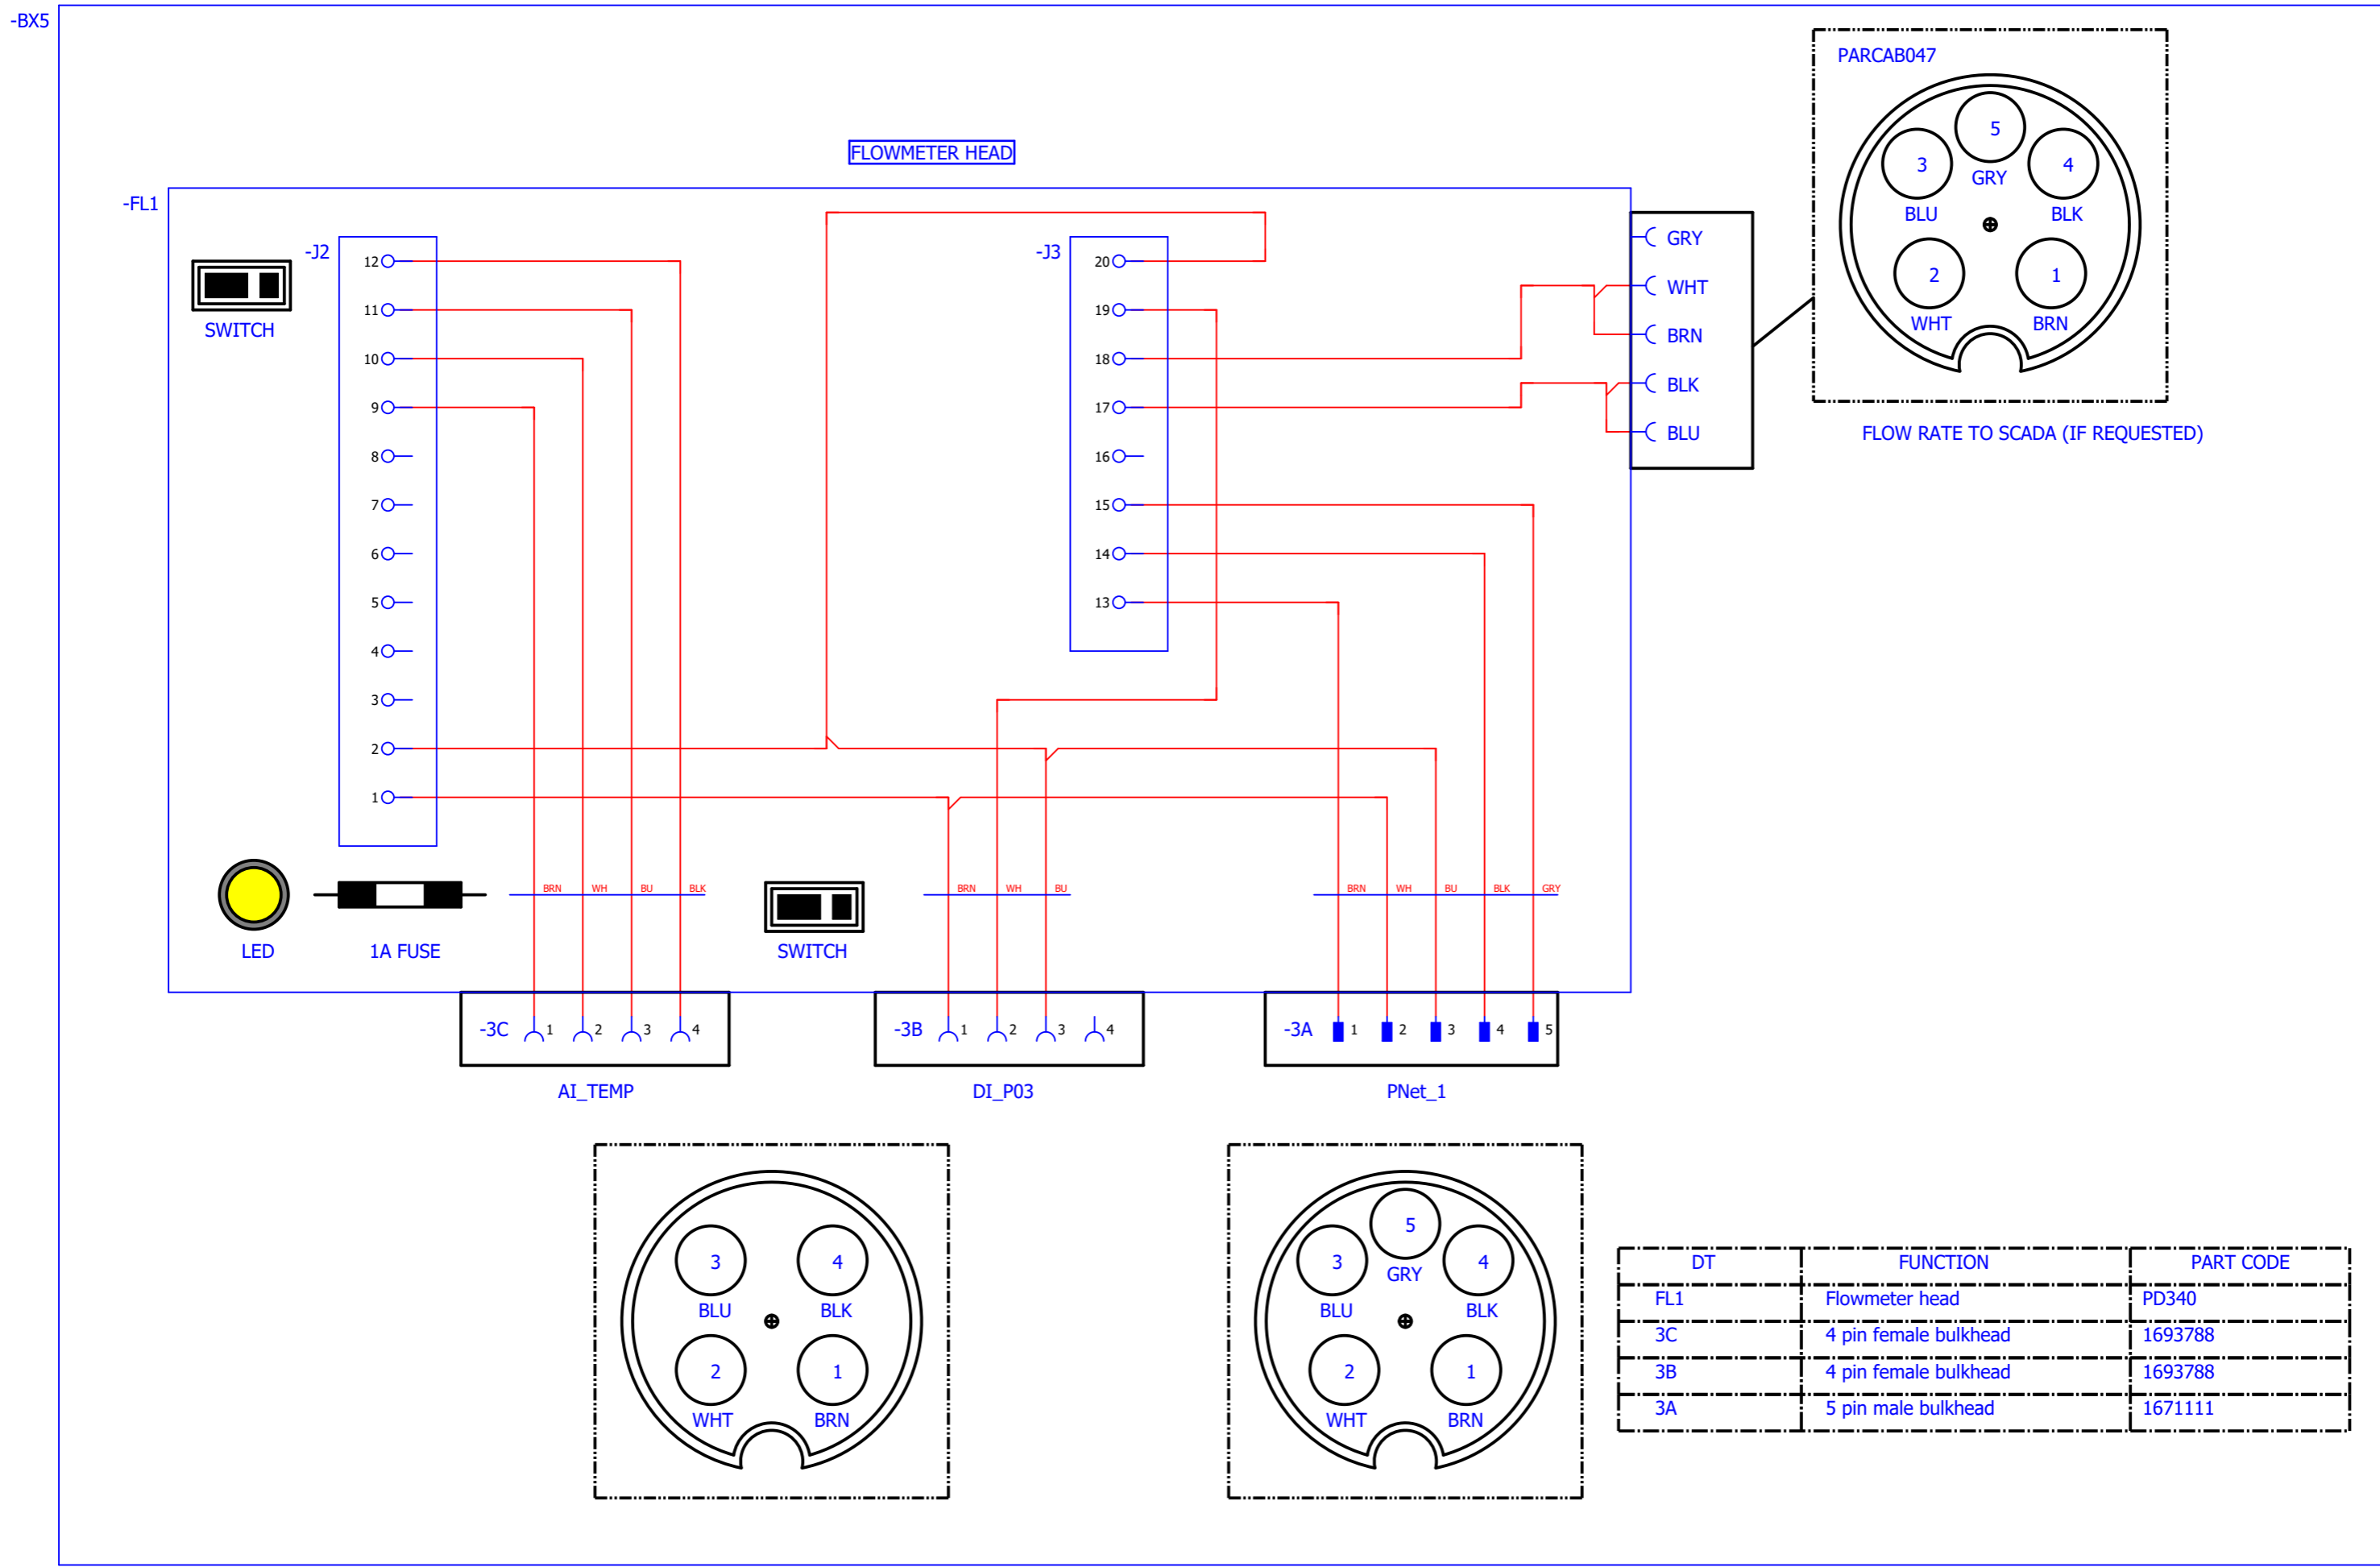 -BX5
PARCAB047
5
3
4
GRY
BLU
BLK
2
1
WHT
BRN
FLOW RATE TO SCADA (IF REQUESTED)
FLOWMETER HEAD
-FL1
SWITCH
-J2
12
11
10
9
8
7
6
5
4
3
2
1
-J3
20
19
18
17
16
15
14
13
GRY
WHT
BRN
BLK
BLU
LED
1A FUSE
BRN WH BU BLK
SWITCH
BRN WH BU
BRN WH BU BLK GRY
-3C 1 2 3 4
-3B 1 2 3 4
-3A 1 2 3 4 5
AI_TEMP
DI_P03
PNet_1
3 4
BLU BLK
2 1
WHT BRN
5
3 4
GRY
BLU BLK
2 1
WHT BRN
DT FUNCTION PART CODE
FL1 Flowmeter head PD340
3C 4 pin female bulkhead 1693788
3B 4 pin female bulkhead 1693788
3A 5 pin male bulkhead 1671111